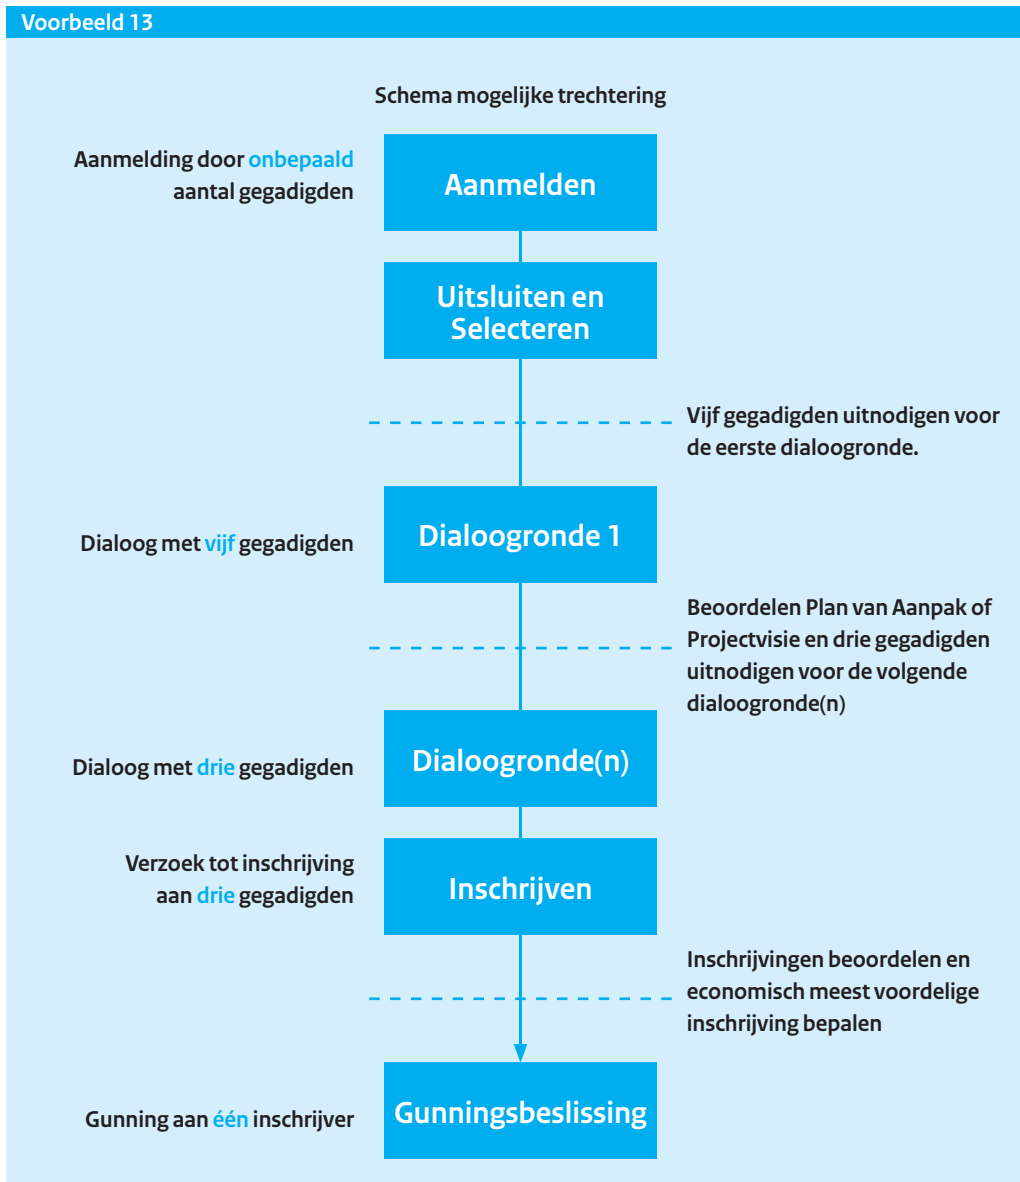 Voorbeeld 13
Schema mogelijke trechtering
Aanmelding door onbepaald
aantal gegadigden
Aanmelden
Uitsluiten en
Selecteren
Vijf gegadigden uitnodigen voor
de eerste dialoogronde.
Dialoog met vijf gegadigden
Dialoogronde 1
Beoordelen Plan van Aanpak of
Projectvisie en drie gegadigden
uitnodigen voor de volgende
dialoogronde(n)
Dialoog met drie gegadigden
Dialoogronde(n)
Verzoek tot inschrijving
aan drie gegadigden
Inschrijven
Inschrijvingen beoordelen en
economisch meest voordelige
inschrijving bepalen
Gunning aan één inschrijver
Gunningsbeslissing